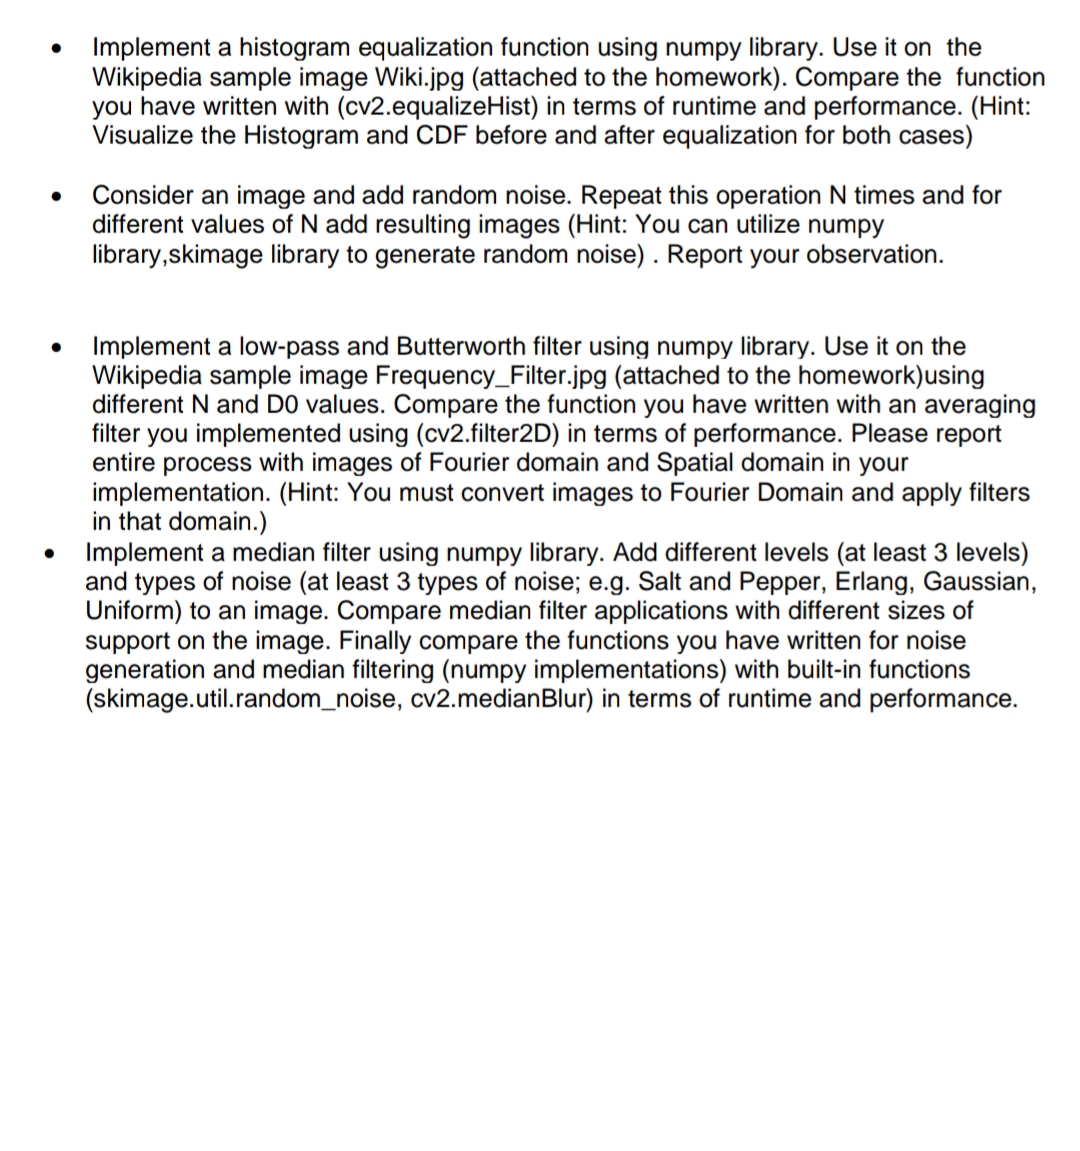 • Implement a histogram equalization function using numpy library. Use it on the
Wikipedia sample image Wiki.jpg (attached to the homework). Compare the function
you have written with (cv2.equalizeHist) in terms of runtime and performance. (Hint:
Visualize the Histogram and CDF before and after equalization for both cases)
• Consider an image and add random noise. Repeat this operation N times and for
different values of N add resulting images (Hint: You can utilize numpy
library,skimage library to generate random noise) . Report your observation.
• Implement a low-pass and Butterworth filter using numpy library. Use it on the
Wikipedia sample image Frequency_Filter.jpg (attached to the homework)using
different N and D0 values. Compare the function you have written with an averaging
filter you implemented using (cv2.filter2D) in terms of performance. Please report
entire process with images of Fourier domain and Spatial domain in your
implementation. (Hint: You must convert images to Fourier Domain and apply filters
in that domain.)
• Implement a median filter using numpy library. Add different levels (at least 3 levels)
and types of noise (at least 3 types of noise; e.g. Salt and Pepper, Erlang, Gaussian,
Uniform) to an image. Compare median filter applications with different sizes of
support on the image. Finally compare the functions you have written for noise
generation and median filtering (numpy implementations) with built-in functions
(skimage.util.random_noise, cv2.medianBlur) in terms of runtime and performance.